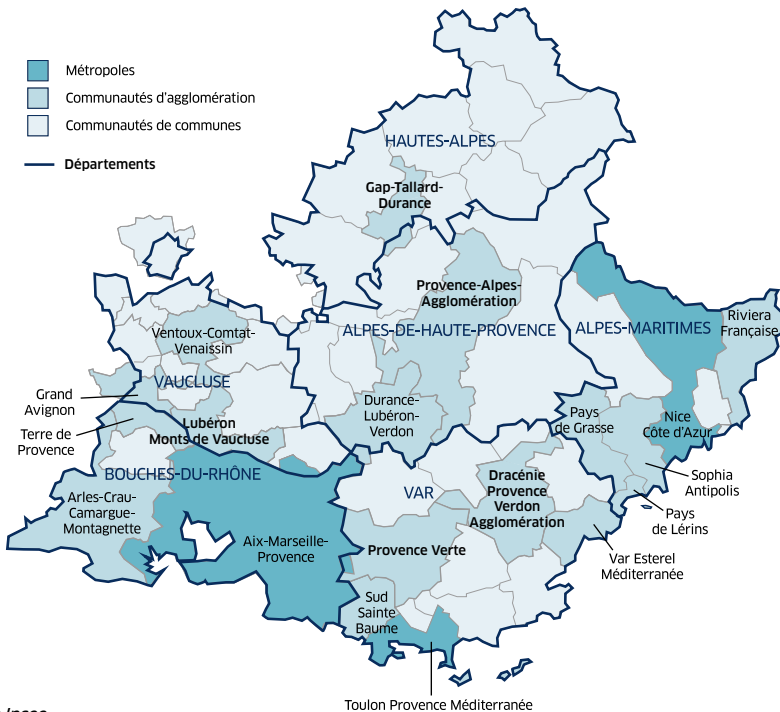 Métropoles
Communautés d'agglomération
Communautés de communes
Départements
HAUTES-ALPES
Gap-Tallard-
Durance
Provence-Alpes-
Agglomération
ALPES-DE-HAUTE-PROVENCE
ALPES-MARITIMES
Riviera
Française
Ventoux-Comtat-
Venaissin
VAUCLUSE
Grand
Avignon
Terre de
Provence
Lubéron
Monts de Vaucluse
Durance-
Lubéron-
Verdon
Pays
de Grasse
Nice
Côte d'Azur
BOUCHES-DU-RHÔNE
Arles-Crau-
Camargue-
Montagnette
VAR
Dracénie
Provence
Verdon
Agglomération
Sophia
Antipolis
Pays
de Lérins
Aix-Marseille-
Provence
Provence Verte
Var Esterel
Méditerranée
Sud
Sainte
Baume
Toulon Provence Méditerranée